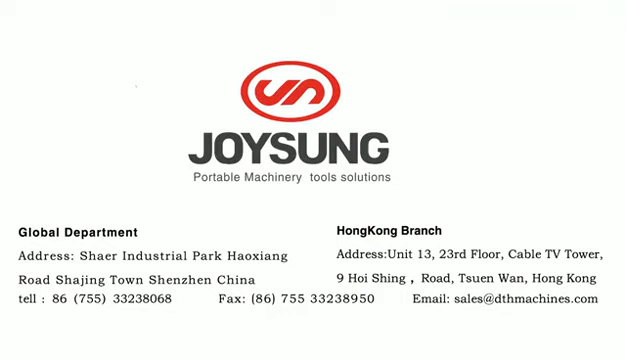 JOYSUNG
Portable Machinery tools solutions
Global Department
Address: Shaer Industrial Park Haoxiang
Road Shajing Town Shenzhen China
HongKong Branch
Address:Unit 13, 23rd Floor, Cable TV Tower,
9 Hoi Shing , Road, Tsuen Wan, Hong Kong
tell : 86 (755) 33238068 Fax: (86) 755 33238950 Email: sales@dthmachines.com